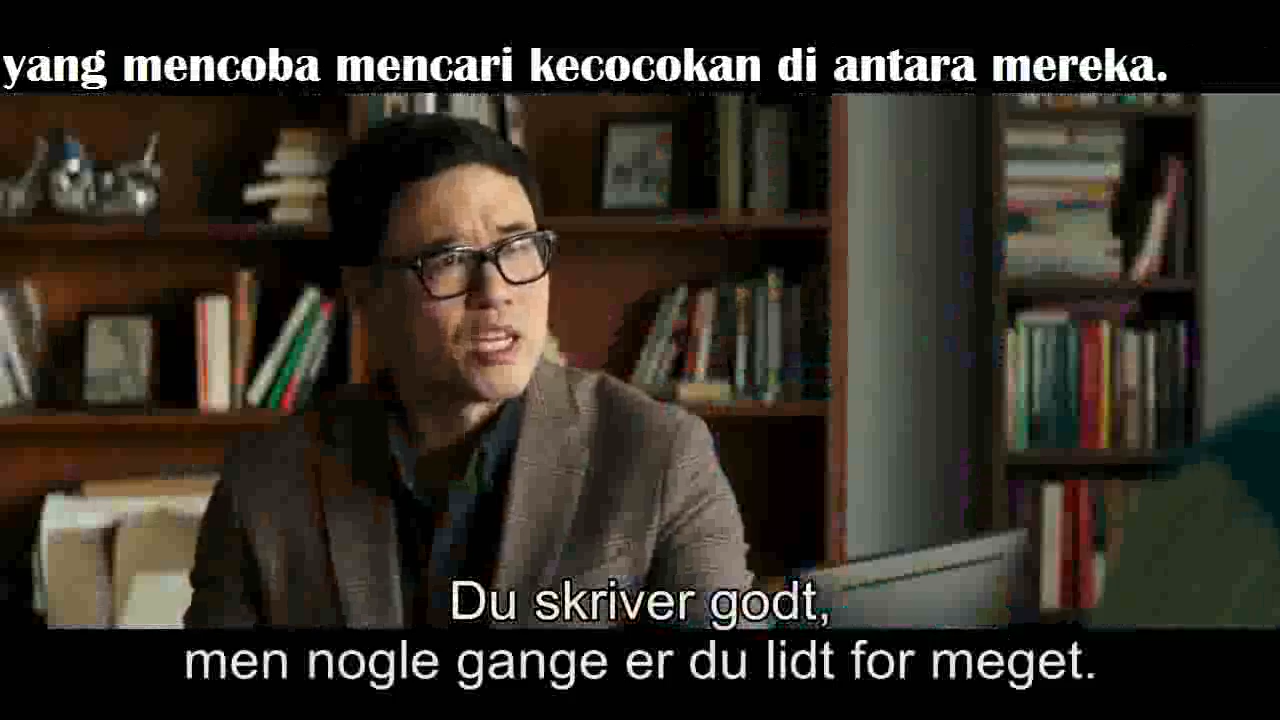 yang mencoba mencari kecocokan di antara mereka.
Du skriver godt,
men nogle gange er du lidt for meget.